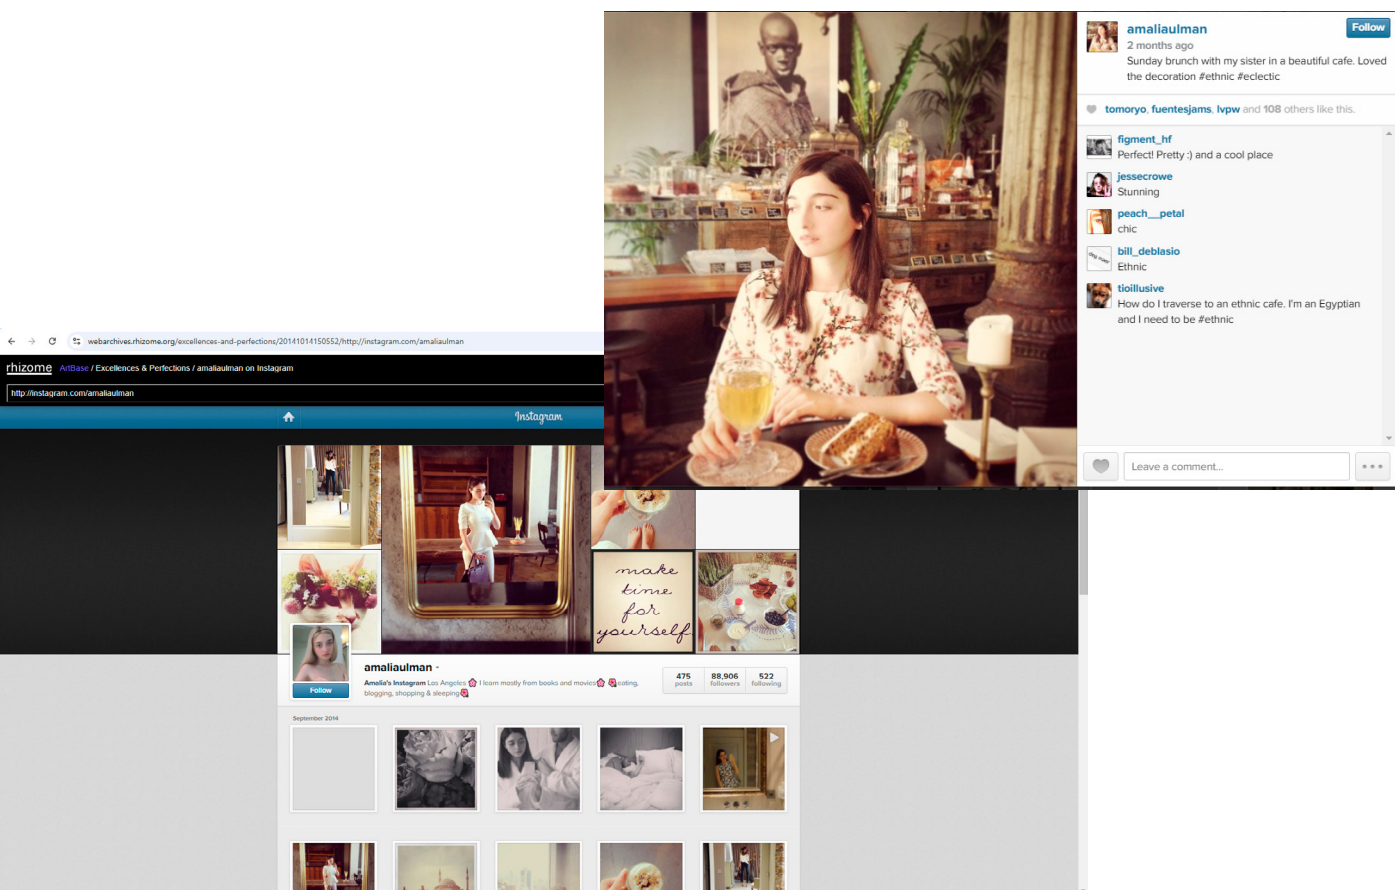 amaliaulman
Follow
2 months ago
Sunday brunch with my sister in a beautiful cafe. Loved
the decoration #ethnic #eclectic
tomoryo, fuentesjams, lvpw and 108 others like this.
figment_hf
Perfect! Pretty :) and a cool place
jessecrowe
Stunning
peach__petal
chic
bill_deblasio
Ethnic
tioillusive
How do I traverse to an ethnic cafe. I'm an Egyptian
and I need to be #ethnic
Leave a comment...
webarchives.rhizome.org/excellences-and-perfections/20141014150552/http://instagram.com/amaliaulman
rhizome ArtBase / Excellences & Perfections / amaliaulman on Instagram
http://instagram.com/amaliaulman
Instagram
make
time
for
yourself.
amaliaulman -
Amalia's Instagram Los Angeles 🌸 I learn mostly from books and movies🌸 🌺eating,
blogging, shopping & sleeping🌺
475 88,906 522
posts followers following
Follow
September 2014